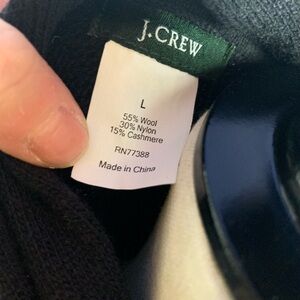 J.CREW
L
55% Wool
30% Nylon
15% Cashmere
RN77388
Made in China